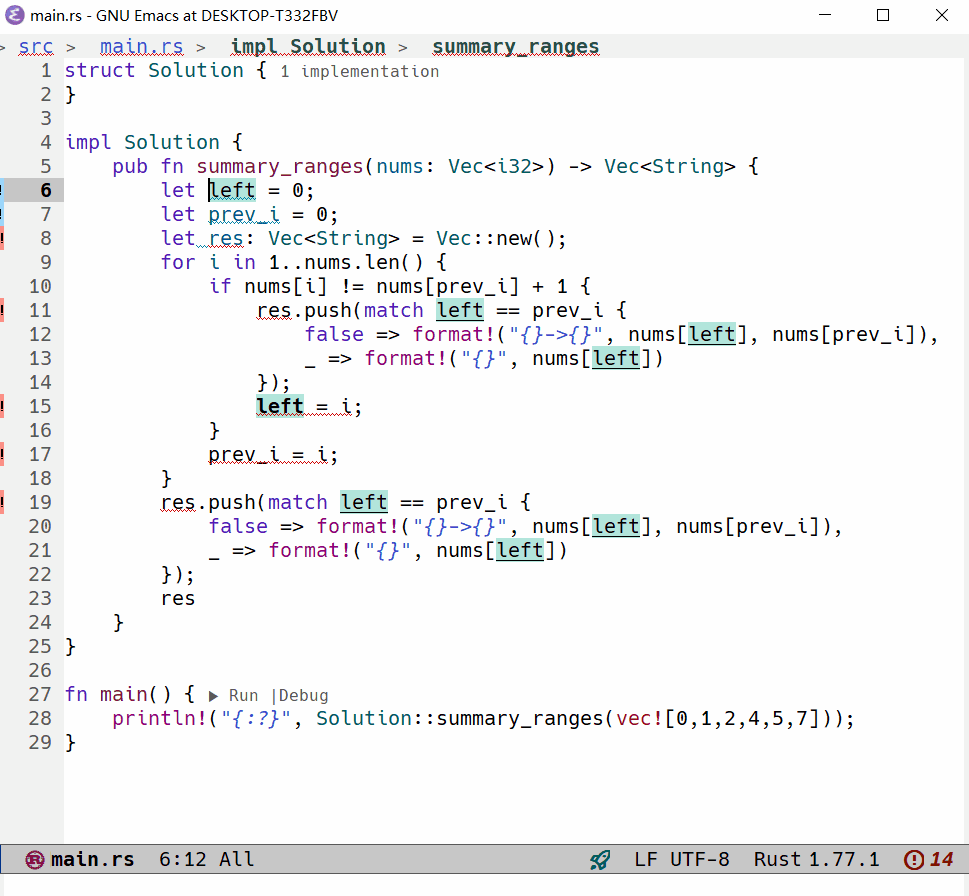 main.rs - GNU Emacs at DESKTOP-T332FBV
> src > main.rs > impl Solution > summary_ranges
1 struct Solution { 1 implementation
2 }
3
4 impl Solution {
5     pub fn summary_ranges(nums: Vec<i32>) -> Vec<String> {
6         let left = 0;
7         let prev_i = 0;
8         let res: Vec<String> = Vec::new();
9         for i in 1..nums.len() {
10             if nums[i] != nums[prev_i] + 1 {
11                 res.push(match left == prev_i {
12                     false => format!("{}->{}", nums[left], nums[prev_i]),
13                     _ => format!("{}", nums[left])
14                 });
15                 left = i;
16             }
17             prev_i = i;
18         }
19         res.push(match left == prev_i {
20             false => format!("{}->{}", nums[left], nums[prev_i]),
21             _ => format!("{}", nums[left])
22         });
23         res
24     }
25 }
26
27 fn main() { ▶ Run |Debug
28     println!("{:?}", Solution::summary_ranges(vec![0,1,2,4,5,7]));
29 }
main.rs 6:12 All LF UTF-8 Rust 1.77.1 14